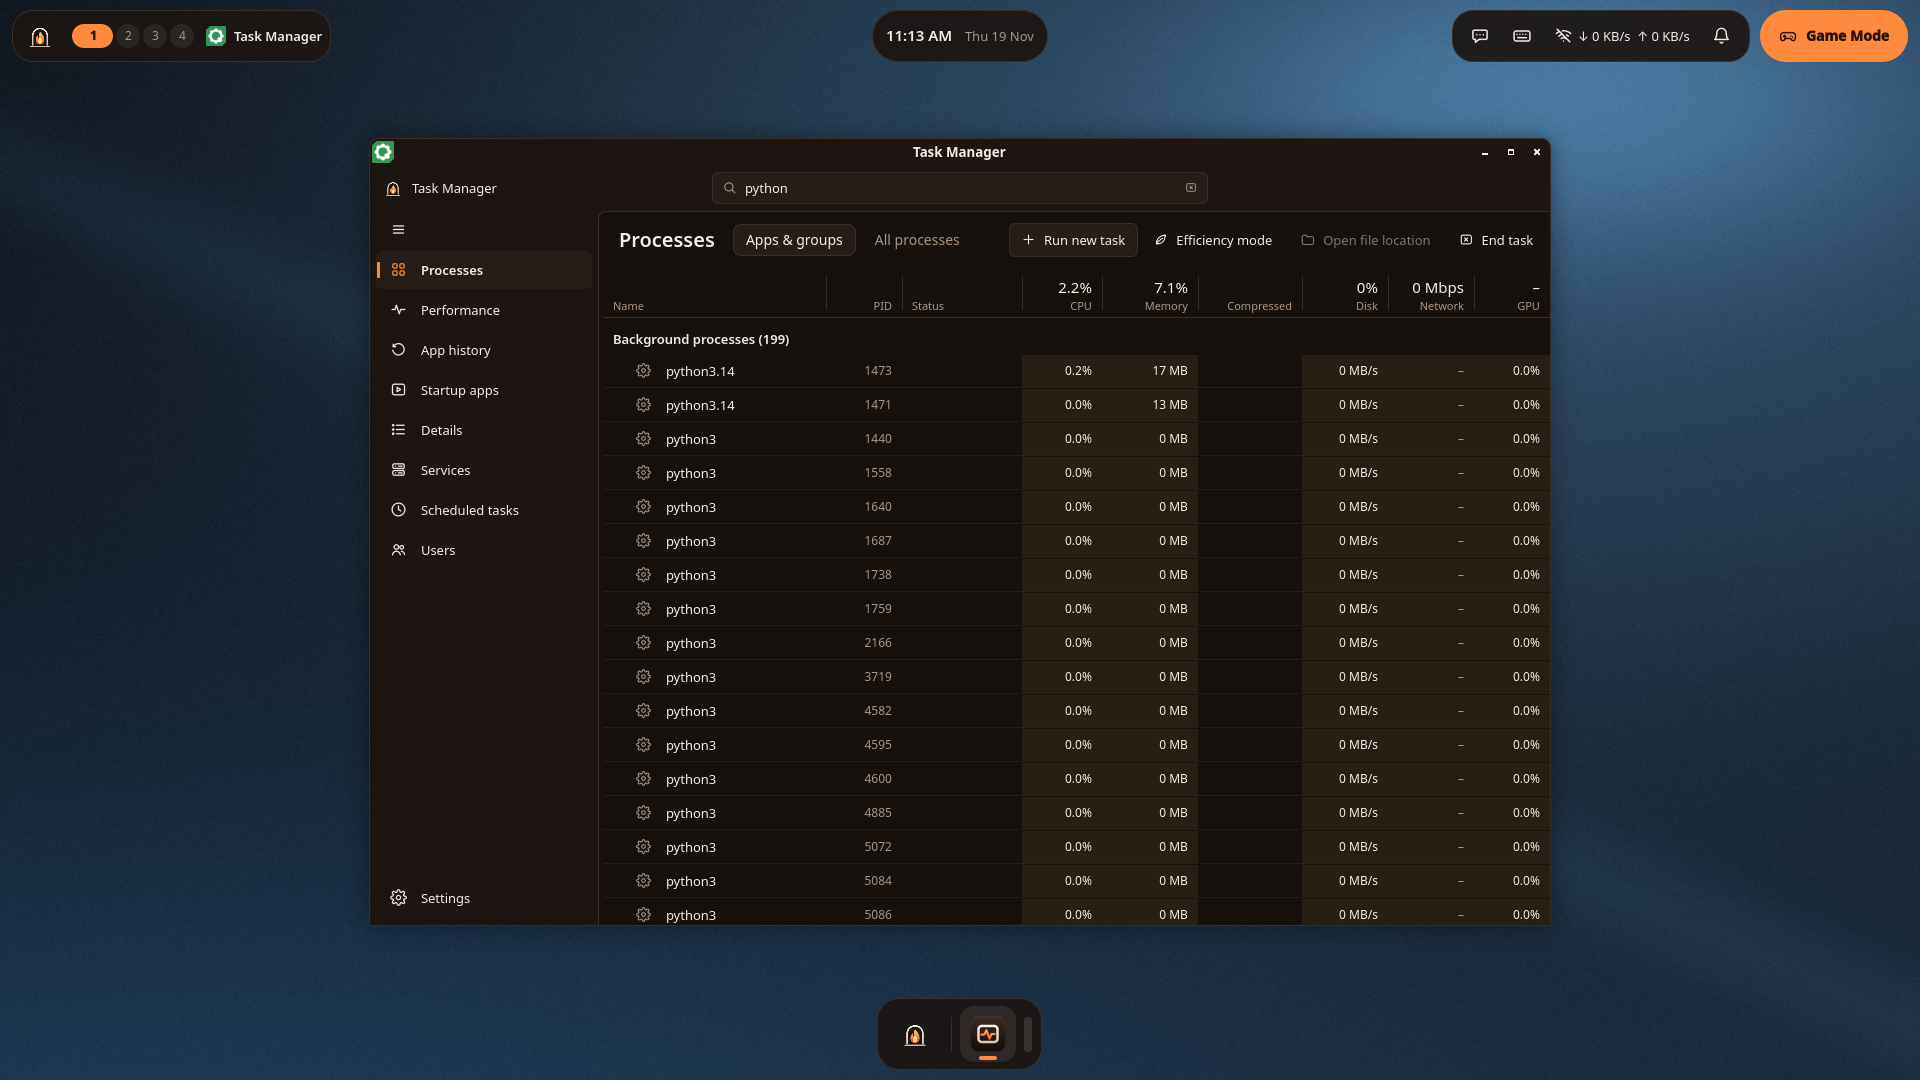 1 2 3 4 Task Manager
11:13 AM Thu 19 Nov
↓ 0 KB/s ↑ 0 KB/s
Game Mode
Task Manager
Task Manager
python
Processes
Performance
App history
Startup apps
Details
Services
Scheduled tasks
Users
Settings
Processes Apps & groups All processes Run new task Efficiency mode Open file location End task
2.2% 7.1% 0% 0 Mbps –
Name PID Status CPU Memory Compressed Disk Network GPU
Background processes (199)
python3.14 1473 0.2% 17 MB 0 MB/s – 0.0%
python3.14 1471 0.0% 13 MB 0 MB/s – 0.0%
python3 1440 0.0% 0 MB 0 MB/s – 0.0%
python3 1558 0.0% 0 MB 0 MB/s – 0.0%
python3 1640 0.0% 0 MB 0 MB/s – 0.0%
python3 1687 0.0% 0 MB 0 MB/s – 0.0%
python3 1738 0.0% 0 MB 0 MB/s – 0.0%
python3 1759 0.0% 0 MB 0 MB/s – 0.0%
python3 2166 0.0% 0 MB 0 MB/s – 0.0%
python3 3719 0.0% 0 MB 0 MB/s – 0.0%
python3 4582 0.0% 0 MB 0 MB/s – 0.0%
python3 4595 0.0% 0 MB 0 MB/s – 0.0%
python3 4600 0.0% 0 MB 0 MB/s – 0.0%
python3 4885 0.0% 0 MB 0 MB/s – 0.0%
python3 5072 0.0% 0 MB 0 MB/s – 0.0%
python3 5084 0.0% 0 MB 0 MB/s – 0.0%
python3 5086 0.0% 0 MB 0 MB/s – 0.0%